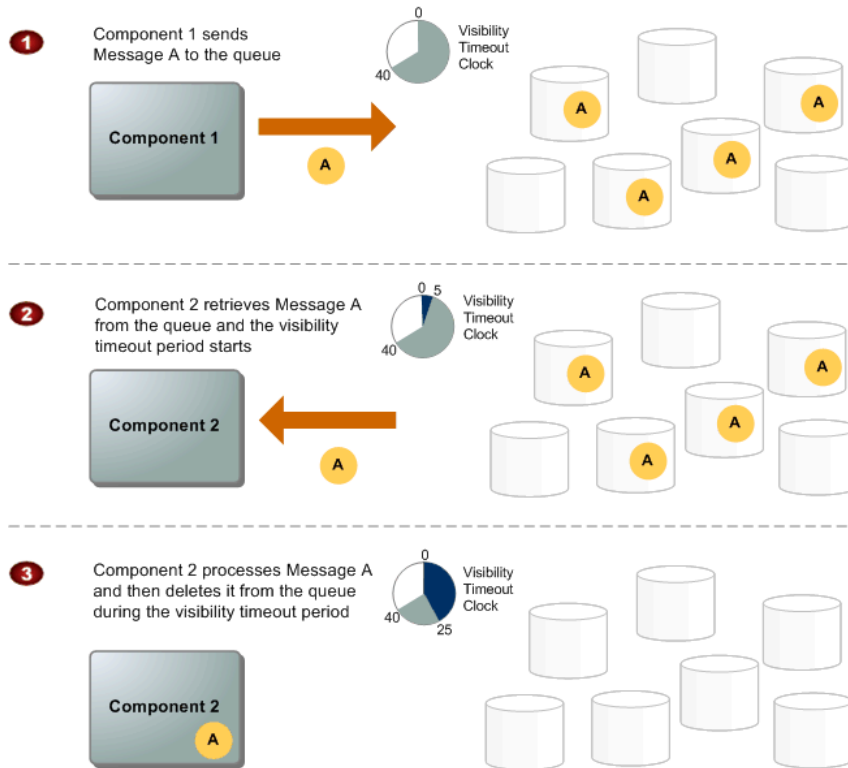 1
Component 1 sends
Message A to the queue
0
40
Visibility
Timeout
Clock
Component 1
A
A
A
A
A
2
Component 2 retrieves Message A
from the queue and the visibility
timeout period starts
0 5
40
Visibility
Timeout
Clock
Component 2
A
A
A
A
A
3
Component 2 processes Message A
and then deletes it from the queue
during the visibility timeout period
0
40
25
Visibility
Timeout
Clock
Component 2
A